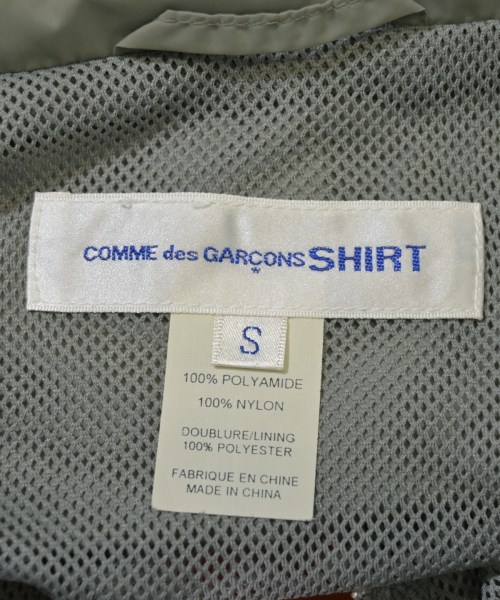 COMME des GARÇONS SHIRT
*
S
100% POLYAMIDE
100% NYLON
DOUBLURE/LINING
100% POLYESTER
FABRIQUE EN CHINE
MADE IN CHINA